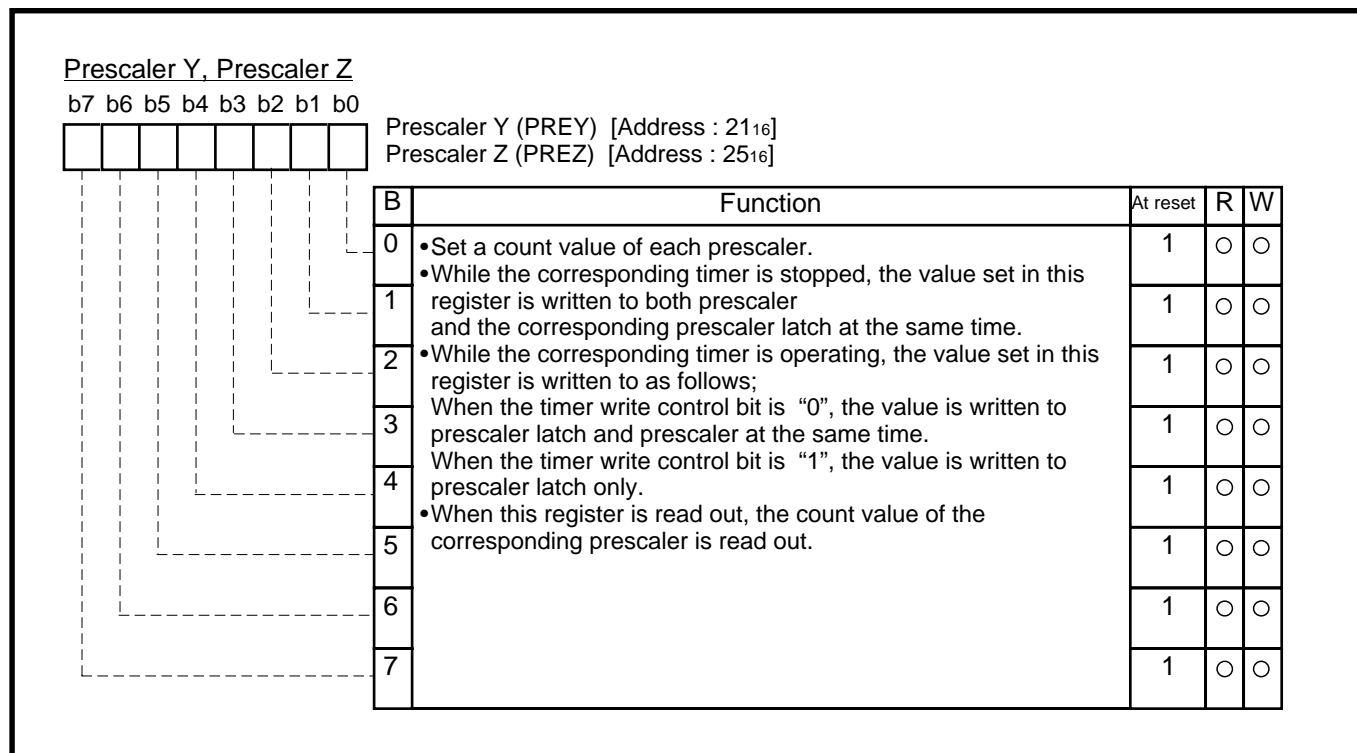 Prescaler Y, Prescaler Z
b7 b6 b5 b4 b3 b2 b1 b0
Prescaler Y (PREY) [Address : 21₁₆]
Prescaler Z (PREZ) [Address : 25₁₆]
B Function At reset R W
0 •Set a count value of each prescaler. 1 ○ ○
•While the corresponding timer is stopped, the value set in this
1 register is written to both prescaler 1 ○ ○
and the corresponding prescaler latch at the same time.
2 •While the corresponding timer is operating, the value set in this 1 ○ ○
register is written to as follows;
When the timer write control bit is “0”, the value is written to
3 prescaler latch and prescaler at the same time. 1 ○ ○
When the timer write control bit is “1”, the value is written to
4 prescaler latch only. 1 ○ ○
•When this register is read out, the count value of the
5 corresponding prescaler is read out. 1 ○ ○
6 1 ○ ○
7 1 ○ ○